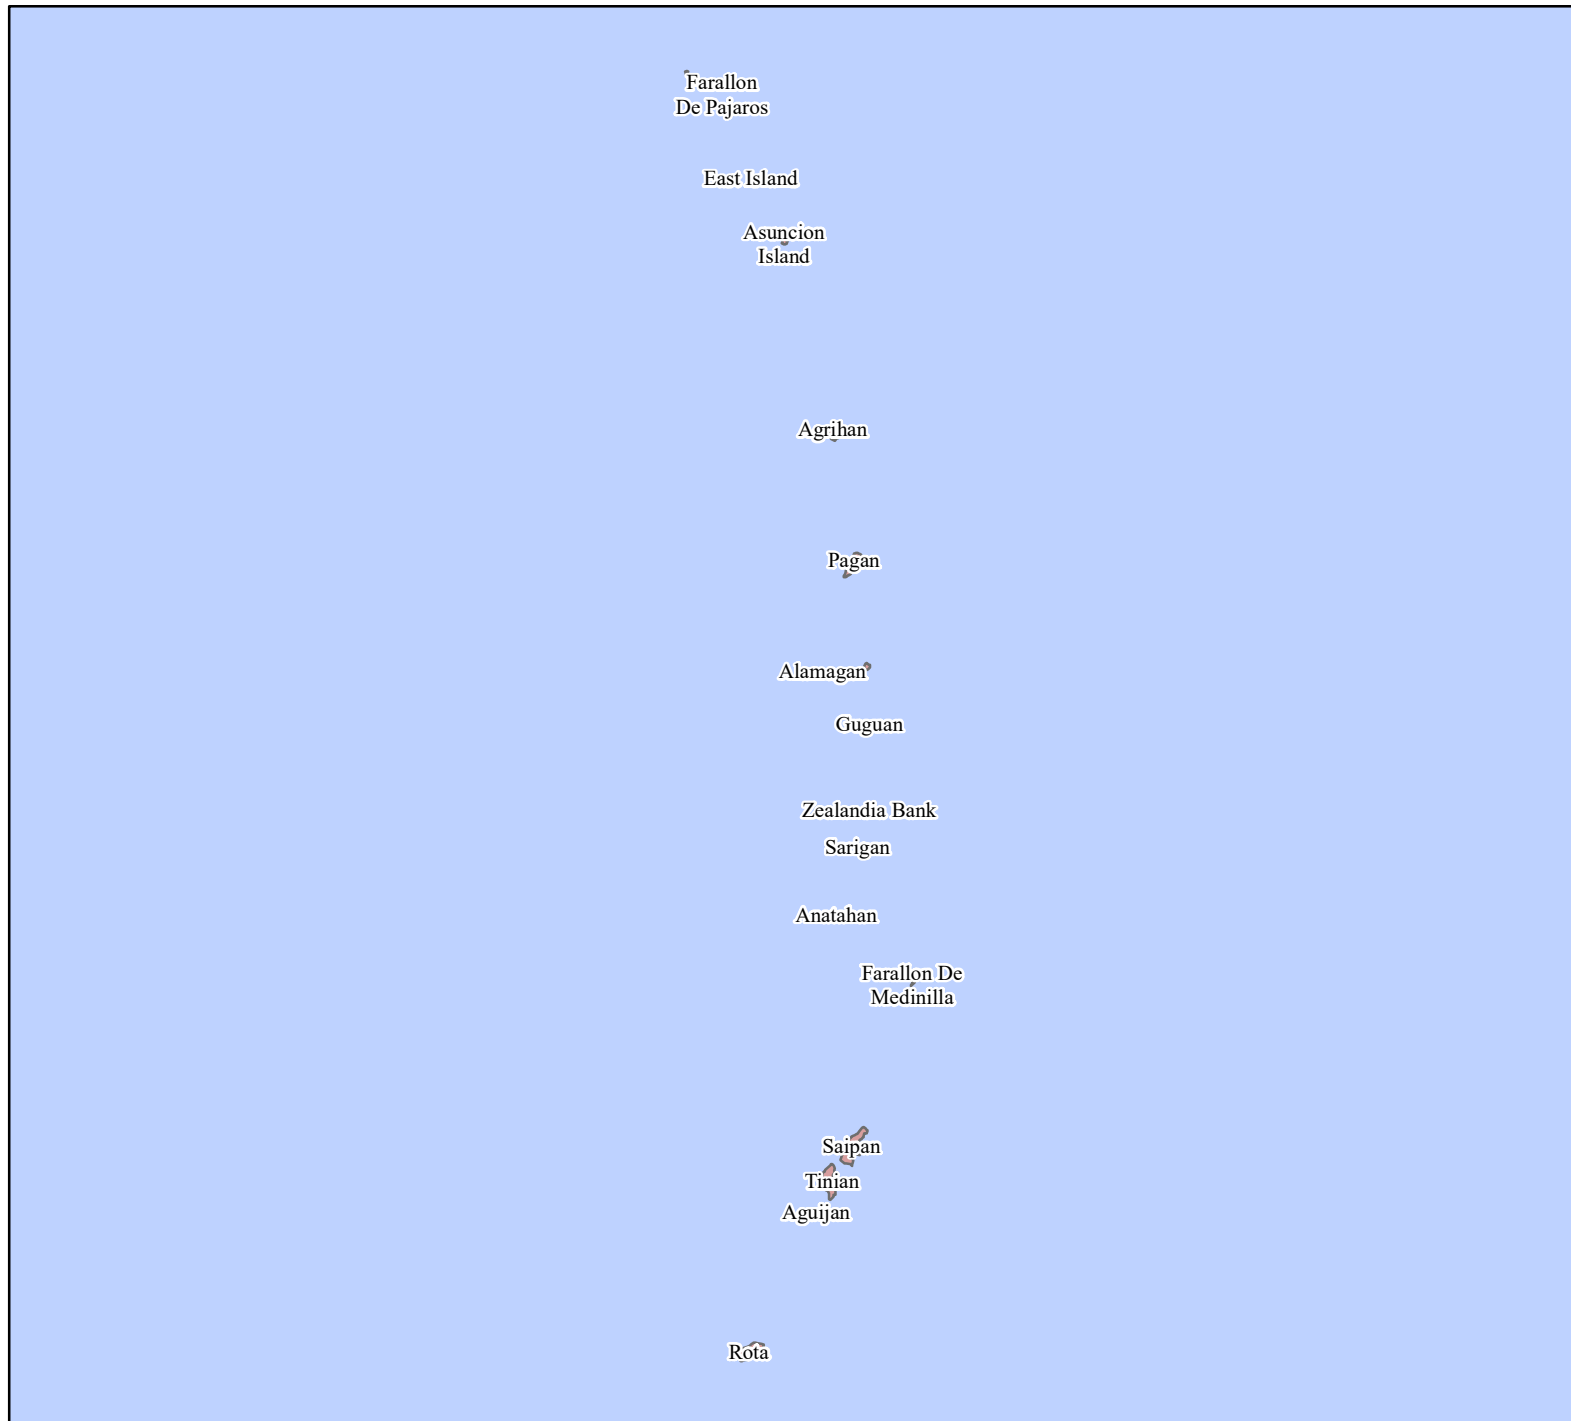 Farallon
De Pajaros
East Island
Asuncion
Island
Agrihan
Pagan
Alamagan
Guguan
Zealandia Bank
Sarigan
Anatahan
Farallon De
Medinilla
Saipan
Tinian
Aguijan
Rota